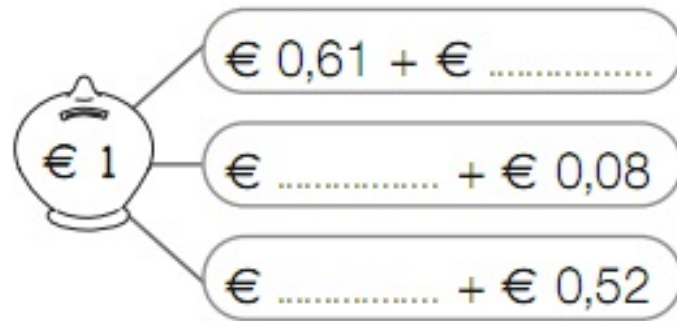 € 0,61 + € ................
€ 1
€ ............... + € 0,08
€ ............... + € 0,52